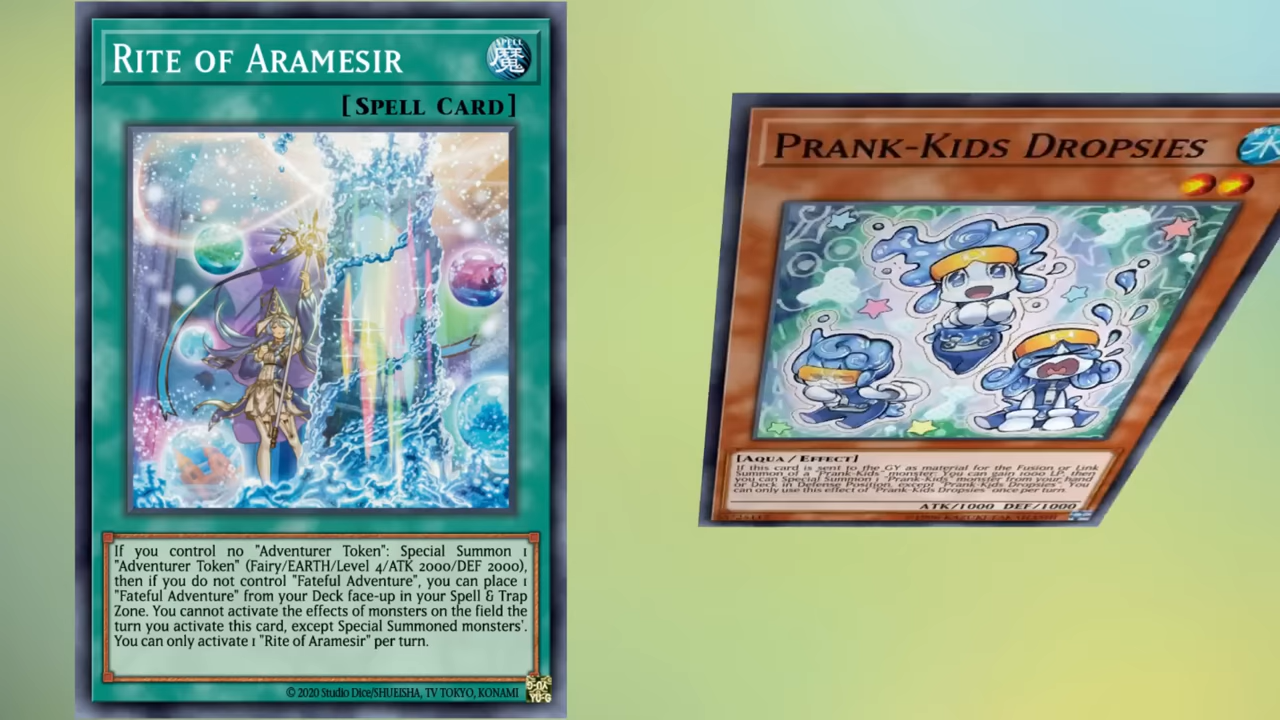 RITE OF ARAMESIR
SPELL
魔
[SPELL CARD]
If you control no "Adventurer Token": Special Summon 1
"Adventurer Token" (Fairy/EARTH/Level 4/ATK 2000/DEF 2000),
then if you do not control "Fateful Adventure", you can place 1
"Fateful Adventure" from your Deck face-up in your Spell & Trap
Zone. You cannot activate the effects of monsters on the field the
turn you activate this card, except Special Summoned monsters'.
You can only activate 1 "Rite of Aramesir" per turn.
© 2020 Studio Dice/SHUEISHA, TV TOKYO, KONAMI
PRANK-KIDS DROPSIES
水
[AQUA / EFFECT]
If this card is sent to the GY as material for the Fusion or Link
Summon of a "Prank-Kids" monster: You can gain 1000 LP, then
you can Special Summon 1 "Prank-Kids" monster from your hand
or Deck in Defense Position, except "Prank-Kids Dropsies". You
can only use this effect of "Prank-Kids Dropsies" once per turn.
ATK/1000 DEF/1000